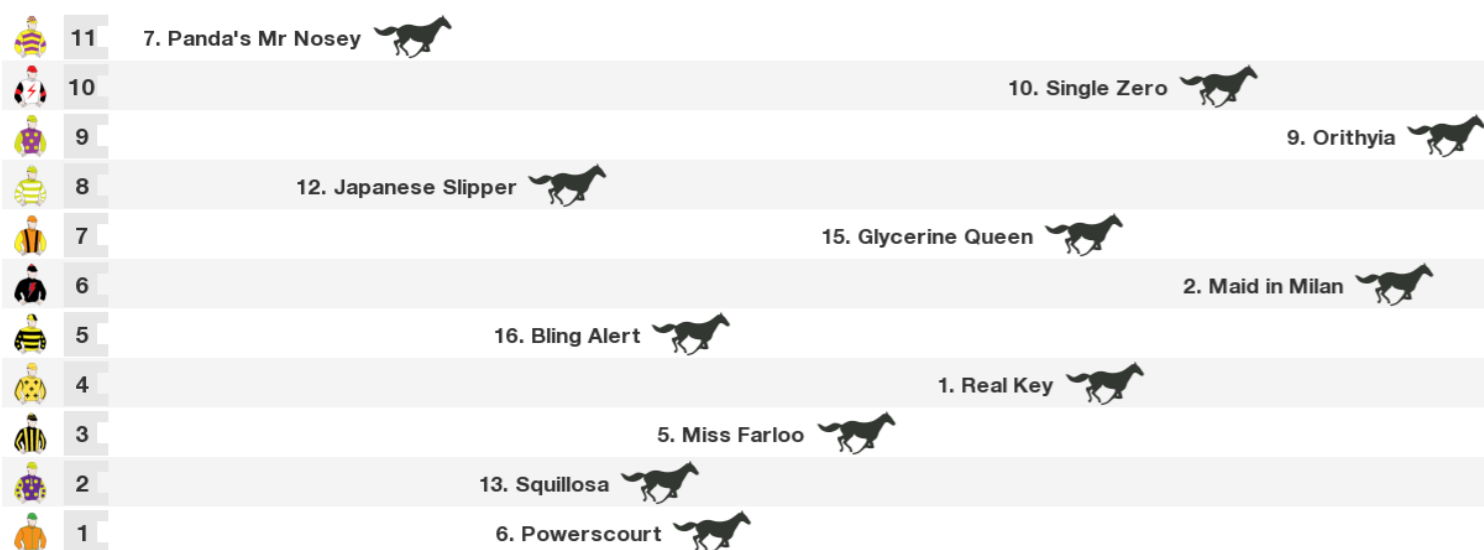 11 7. Panda's Mr Nosey
10 10. Single Zero
9 9. Orithyia
8 12. Japanese Slipper
7 15. Glycerine Queen
6 2. Maid in Milan
5 16. Bling Alert
4 1. Real Key
3 5. Miss Farloo
2 13. Squillosa
1 6. Powerscourt